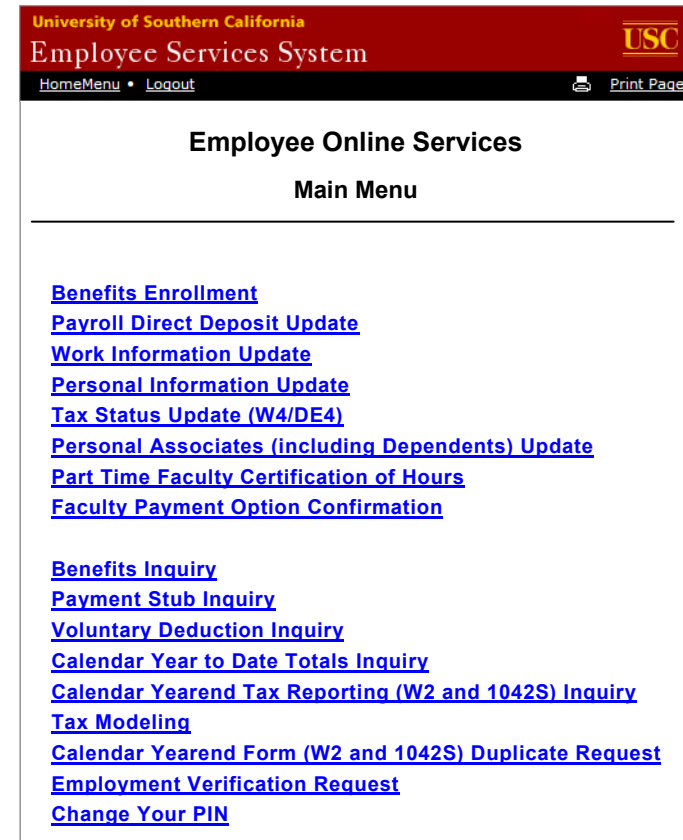 University of Southern California
Employee Services System
USC
HomeMenu • Logout
Print Page
Employee Online Services
Main Menu
Benefits Enrollment
Payroll Direct Deposit Update
Work Information Update
Personal Information Update
Tax Status Update (W4/DE4)
Personal Associates (including Dependents) Update
Part Time Faculty Certification of Hours
Faculty Payment Option Confirmation
Benefits Inquiry
Payment Stub Inquiry
Voluntary Deduction Inquiry
Calendar Year to Date Totals Inquiry
Calendar Yearend Tax Reporting (W2 and 1042S) Inquiry
Tax Modeling
Calendar Yearend Form (W2 and 1042S) Duplicate Request
Employment Verification Request
Change Your PIN